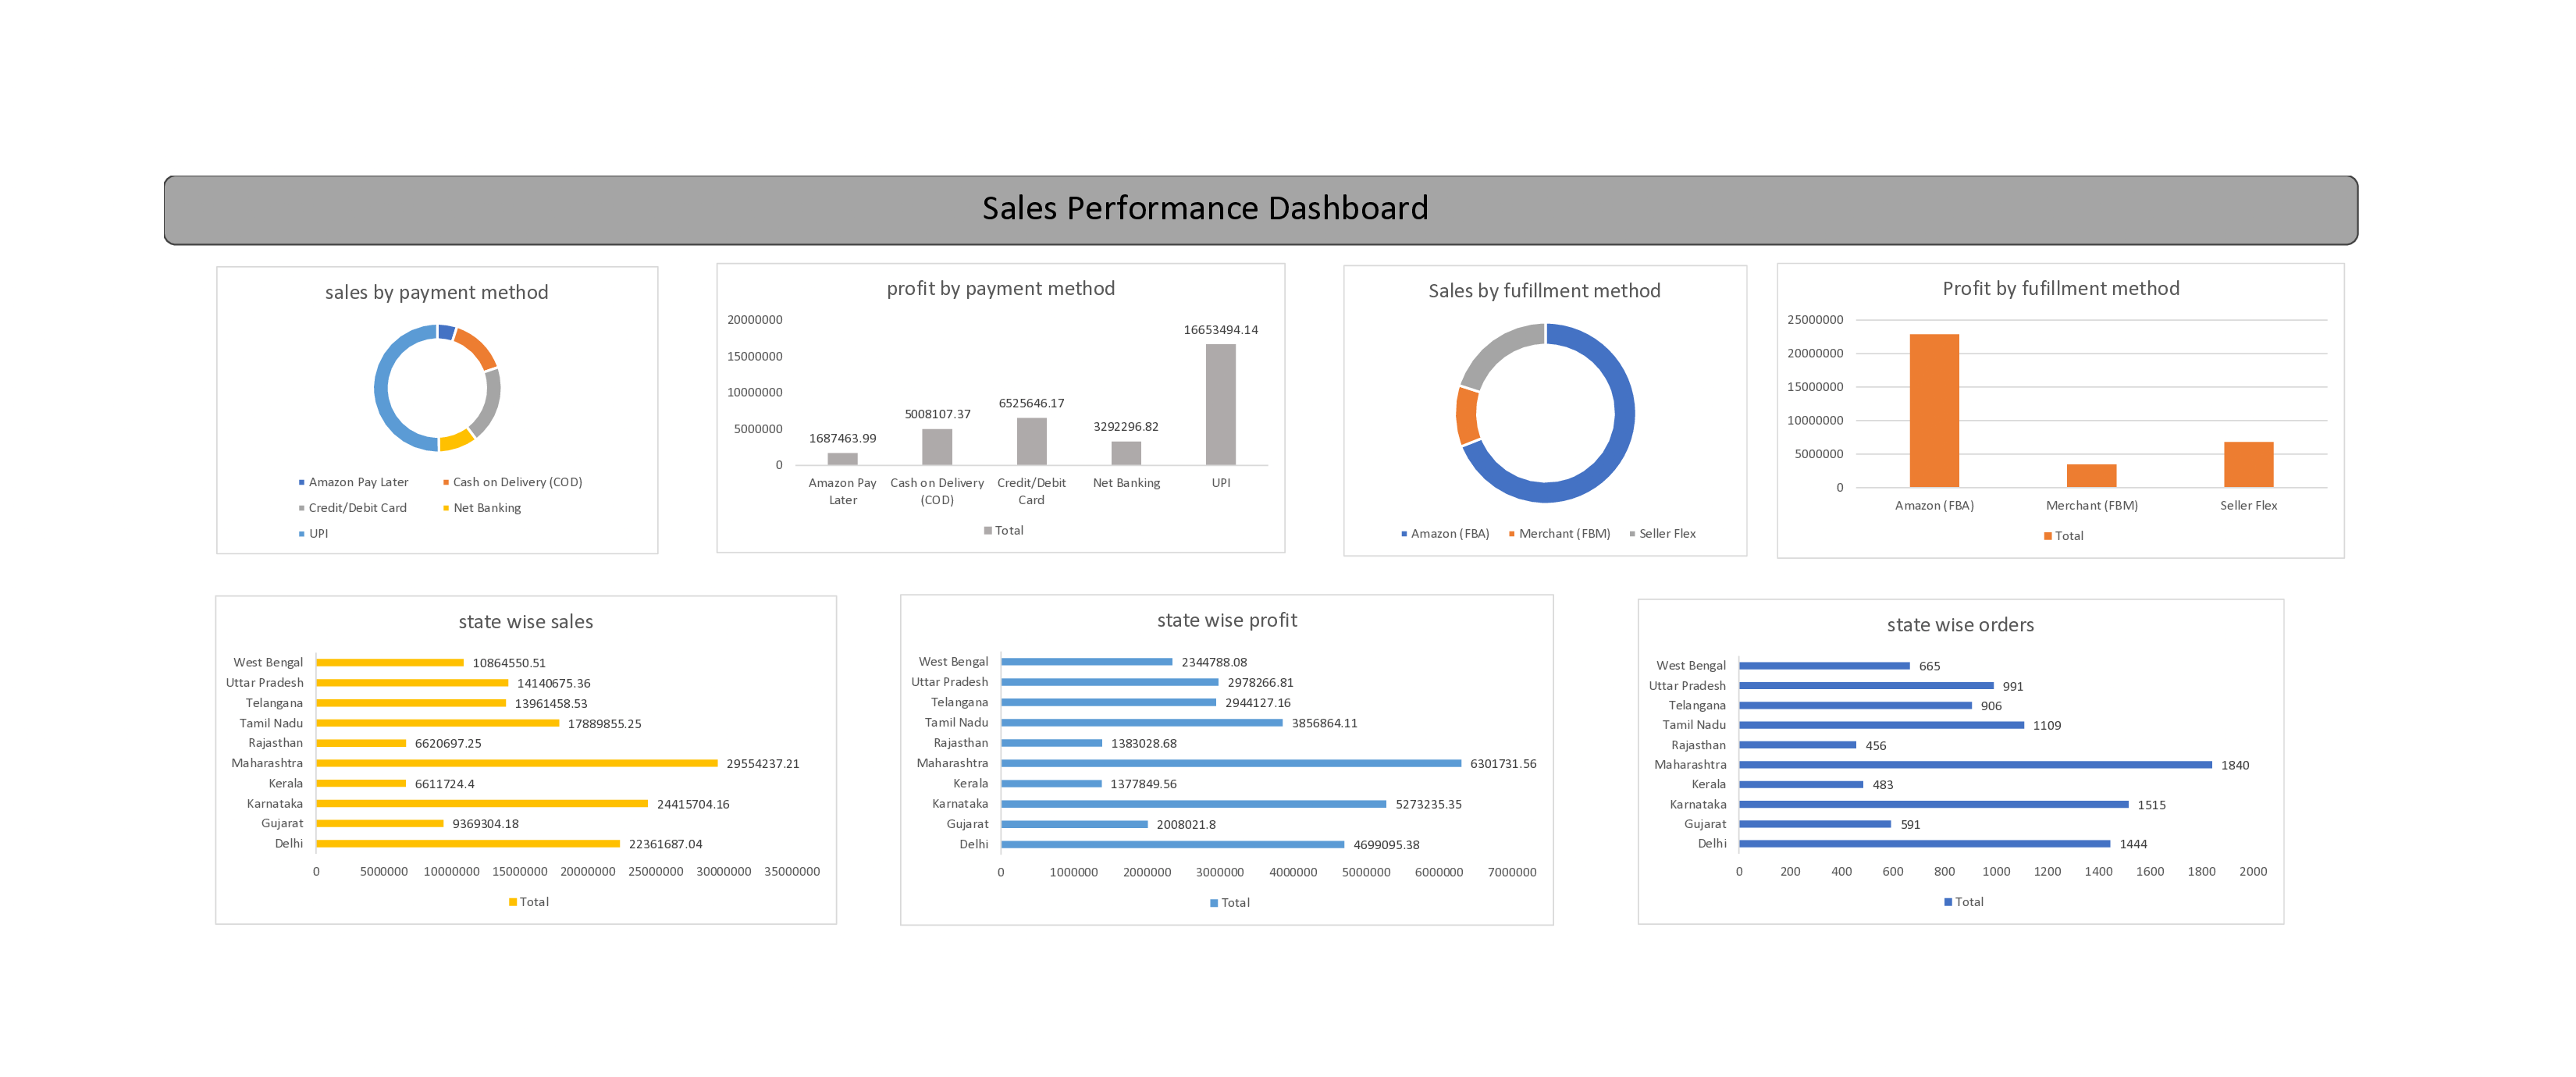 Sales Performance Dashboard
sales by payment method
Amazon Pay Later
Cash on Delivery (COD)
Credit/Debit Card
Net Banking
UPI
profit by payment method
20000000
15000000
10000000
5000000
0
1687463.99
5008107.37
6525646.17
3292296.82
16653494.14
Amazon Pay
Later
Cash on Delivery
(COD)
Credit/Debit
Card
Net Banking
UPI
Total
Sales by fufillment method
Amazon (FBA)
Merchant (FBM)
Seller Flex
Profit by fufillment method
25000000
20000000
15000000
10000000
5000000
0
Amazon (FBA)
Merchant (FBM)
Seller Flex
Total
state wise sales
West Bengal 10864550.51
Uttar Pradesh 14140675.36
Telangana 13961458.53
Tamil Nadu 17889855.25
Rajasthan 6620697.25
Maharashtra 29554237.21
Kerala 6611724.4
Karnataka 24415704.16
Gujarat 9369304.18
Delhi 22361687.04
0 5000000 10000000 15000000 20000000 25000000 30000000 35000000
Total
state wise profit
West Bengal 2344788.08
Uttar Pradesh 2978266.81
Telangana 2944127.16
Tamil Nadu 3856864.11
Rajasthan 1383028.68
Maharashtra 6301731.56
Kerala 1377849.56
Karnataka 5273235.35
Gujarat 2008021.8
Delhi 4699095.38
0 1000000 2000000 3000000 4000000 5000000 6000000 7000000
Total
state wise orders
West Bengal 665
Uttar Pradesh 991
Telangana 906
Tamil Nadu 1109
Rajasthan 456
Maharashtra 1840
Kerala 483
Karnataka 1515
Gujarat 591
Delhi 1444
0 200 400 600 800 1000 1200 1400 1600 1800 2000
Total